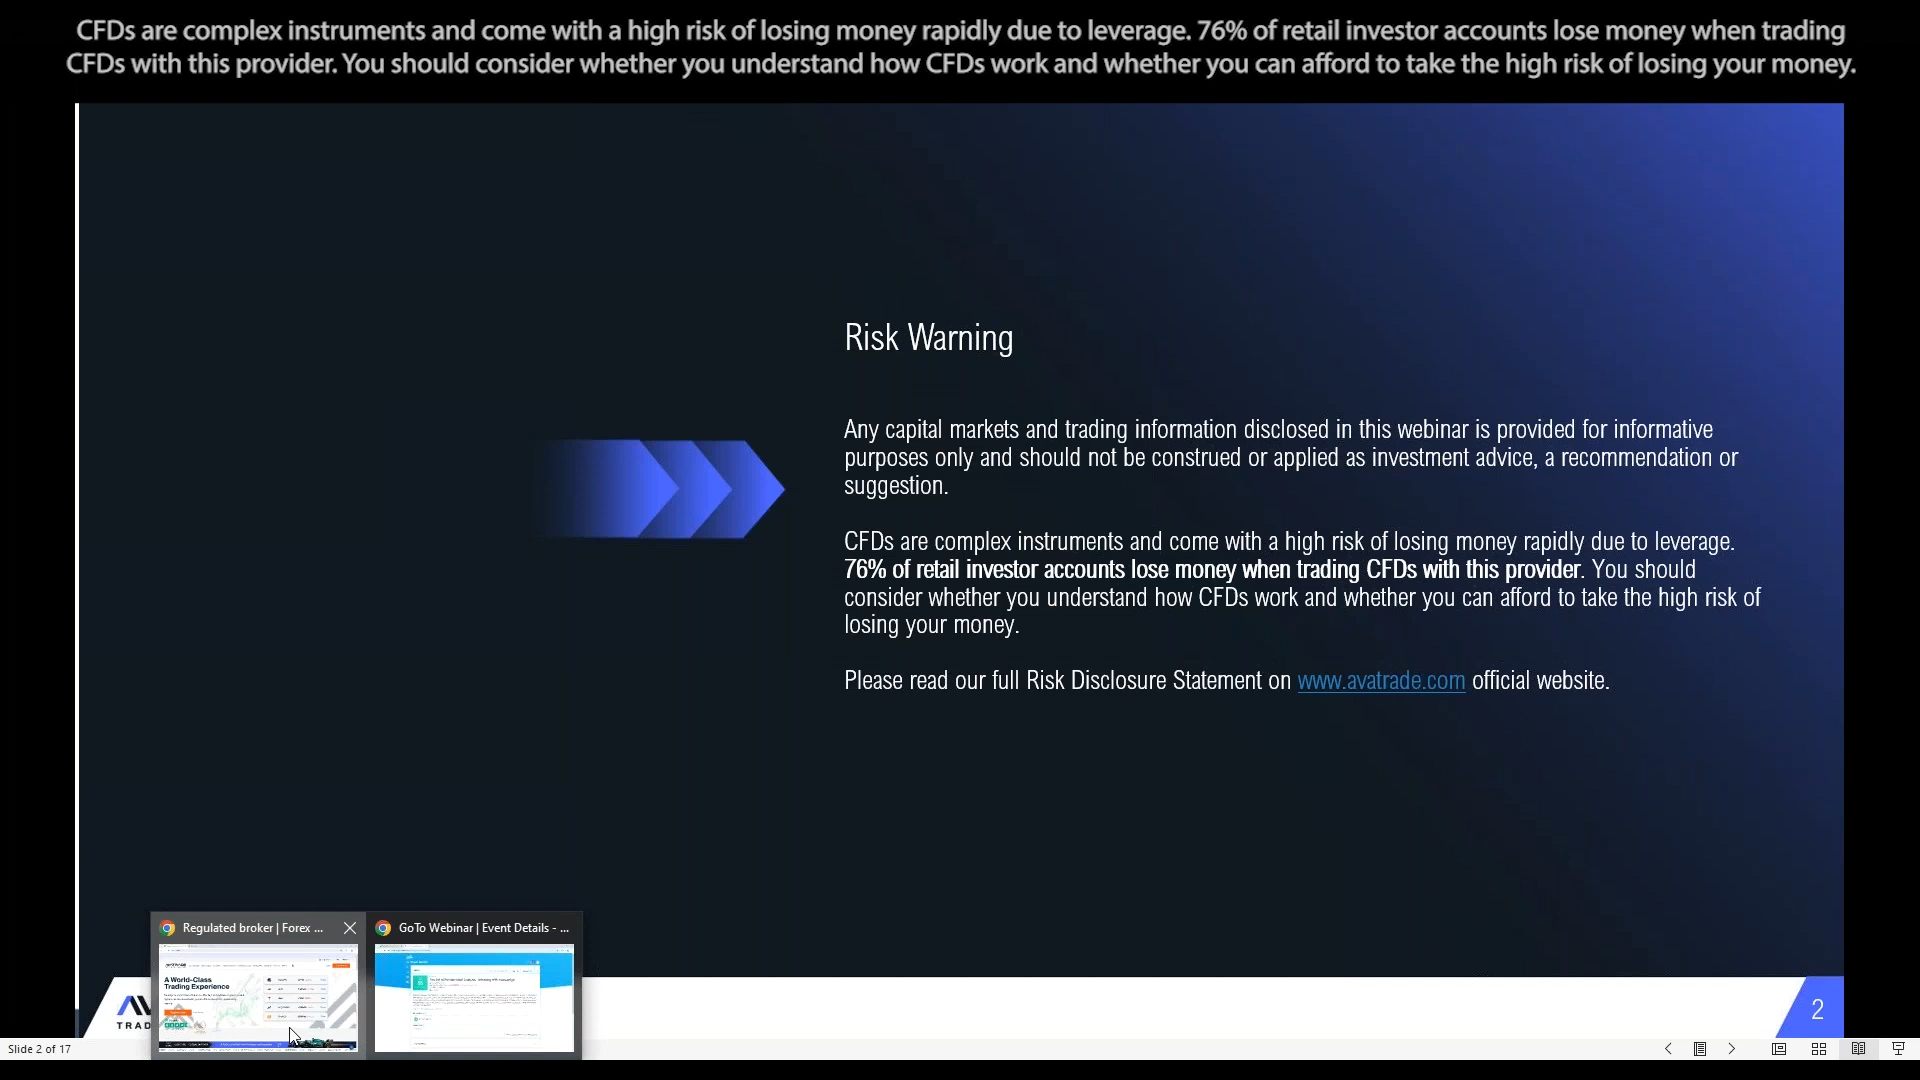 CFDs are complex instruments and come with a high risk of losing money rapidly due to leverage. 76% of retail investor accounts lose money when trading
CFDs with this provider. You should consider whether you understand how CFDs work and whether you can afford to take the high risk of losing your money.
Risk Warning
Any capital markets and trading information disclosed in this webinar is provided for informative
purposes only and should not be construed or applied as investment advice, a recommendation or
suggestion.
CFDs are complex instruments and come with a high risk of losing money rapidly due to leverage.
76% of retail investor accounts lose money when trading CFDs with this provider. You should
consider whether you understand how CFDs work and whether you can afford to take the high risk of
losing your money.
Please read our full Risk Disclosure Statement on www.avatrade.com official website.
Regulated broker | Forex ...
GoTo Webinar | Event Details - ...
A World-Class
Trading Experience
AV
TRAD
2
Slide 2 of 17